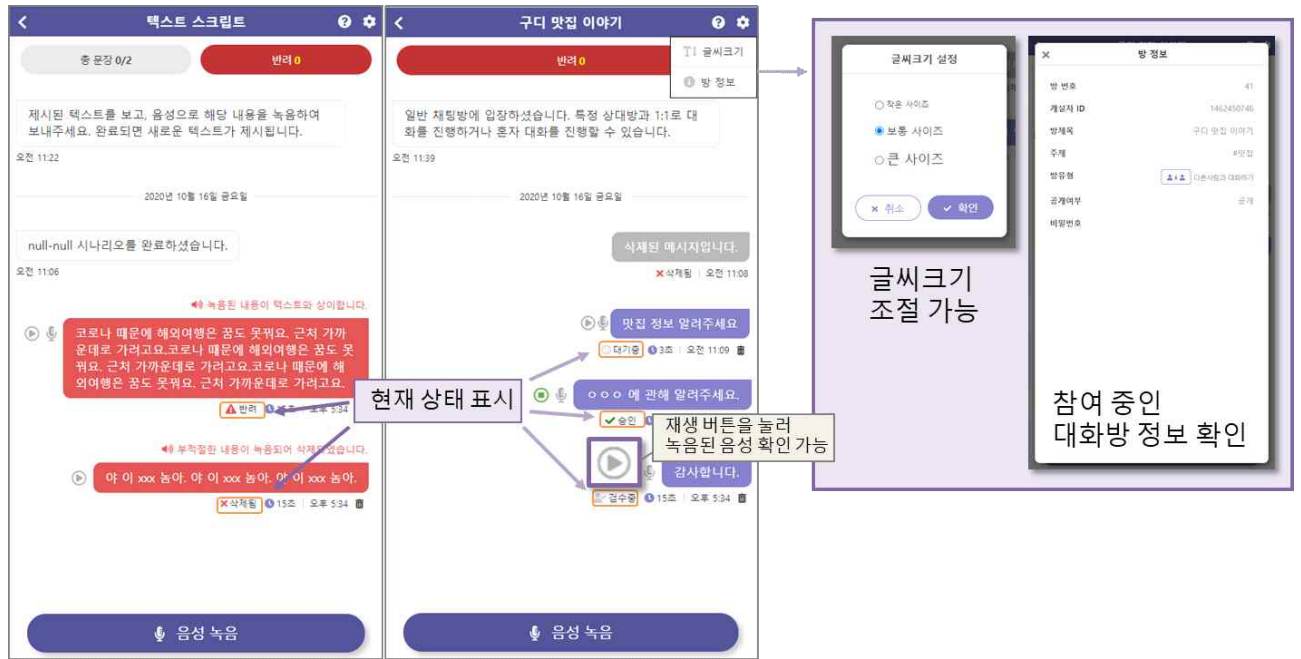 텍스트 스크립트
총 문장 0/2
반려 0
제시된 텍스트를 보고, 음성으로 해당 내용을 녹음하여
보내주세요. 완료되면 새로운 텍스트가 제시됩니다.
오전 11:22
2020년 10월 16일 금요일
null-null 시나리오를 완료하셨습니다.
오전 11:06
녹음된 내용이 텍스트와 상이합니다.
코로나 때문에 해외여행은 꿈도 못꿔요. 근처 가까
운데로 가려고요.코로나 때문에 해외여행은 꿈도 못
꿔요. 근처 가까운데로 가려고요.코로나 때문에 해
외여행은 꿈도 못꿔요. 근처 가까운데로 가려고요.
반려 오후 5:34
부적절한 내용이 녹음되어 삭제되었습니다.
야 이 xxx 놈아. 야 이 xxx 놈아. 야 이 xxx 놈아.
삭제됨 15초 | 오후 5:34
음성 녹음
구디 맛집 이야기
반려 0
글씨크기
방 정보
일반 채팅방에 입장하셨습니다. 특정 상대방과 1:1로 대
화를 진행하거나 혼자 대화를 진행할 수 있습니다.
오전 11:39
2020년 10월 16일 금요일
삭제된 메시지입니다.
삭제됨 | 오전 11:08
맛집 정보 알려주세요
대기중 3초 | 오전 11:09
ㅇㅇㅇ 에 관해 알려주세요.
승인
감사합니다.
검수중 15초 | 오후 5:34
음성 녹음
현재 상태 표시
재생 버튼을 눌러
녹음된 음성 확인 가능
글씨크기 설정
작은 사이즈
보통 사이즈
큰 사이즈
취소
확인
글씨크기
조절 가능
방 정보
방 번호 41
개설자 ID 1462450746
방제목 구디 맛집 이야기
주제 #맛집
방유형 다른사람과 대화하기
공개여부 공개
비밀번호
참여 중인
대화방 정보 확인